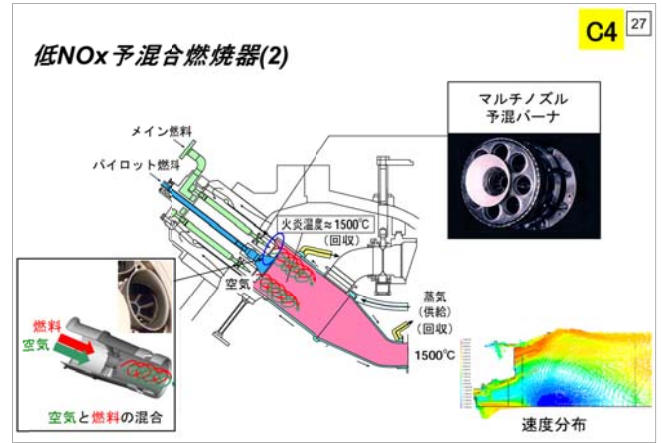 C4
27
低NOx予混合燃焼器(2)
マルチノズル
予混バーナ
メイン燃料
パイロット燃料
火炎温度≈1500℃
(回収)
空気
蒸気
(供給)
(回収)
1500℃
燃料
空気
空気と燃料の混合
速度分布